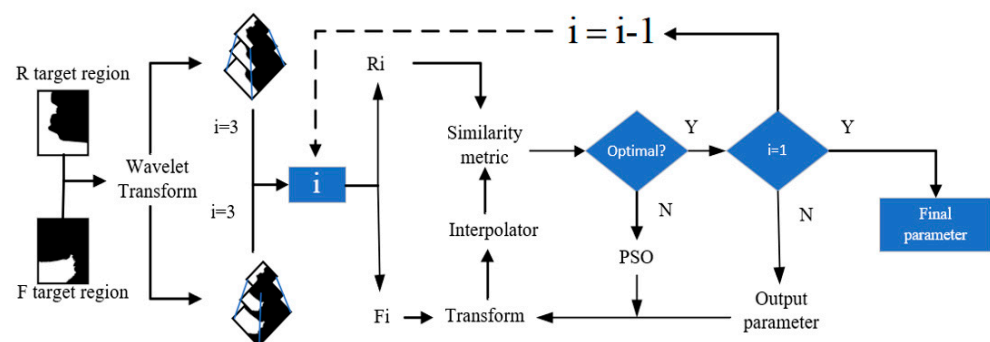 R target region
F target region
Wavelet
Transform
i=3
i=3
i
i = i-1
Ri
Fi
Similarity
metric
Interpolator
Transform
Optimal?
Y
N
PSO
i=1
Y
N
Output
parameter
Final
parameter